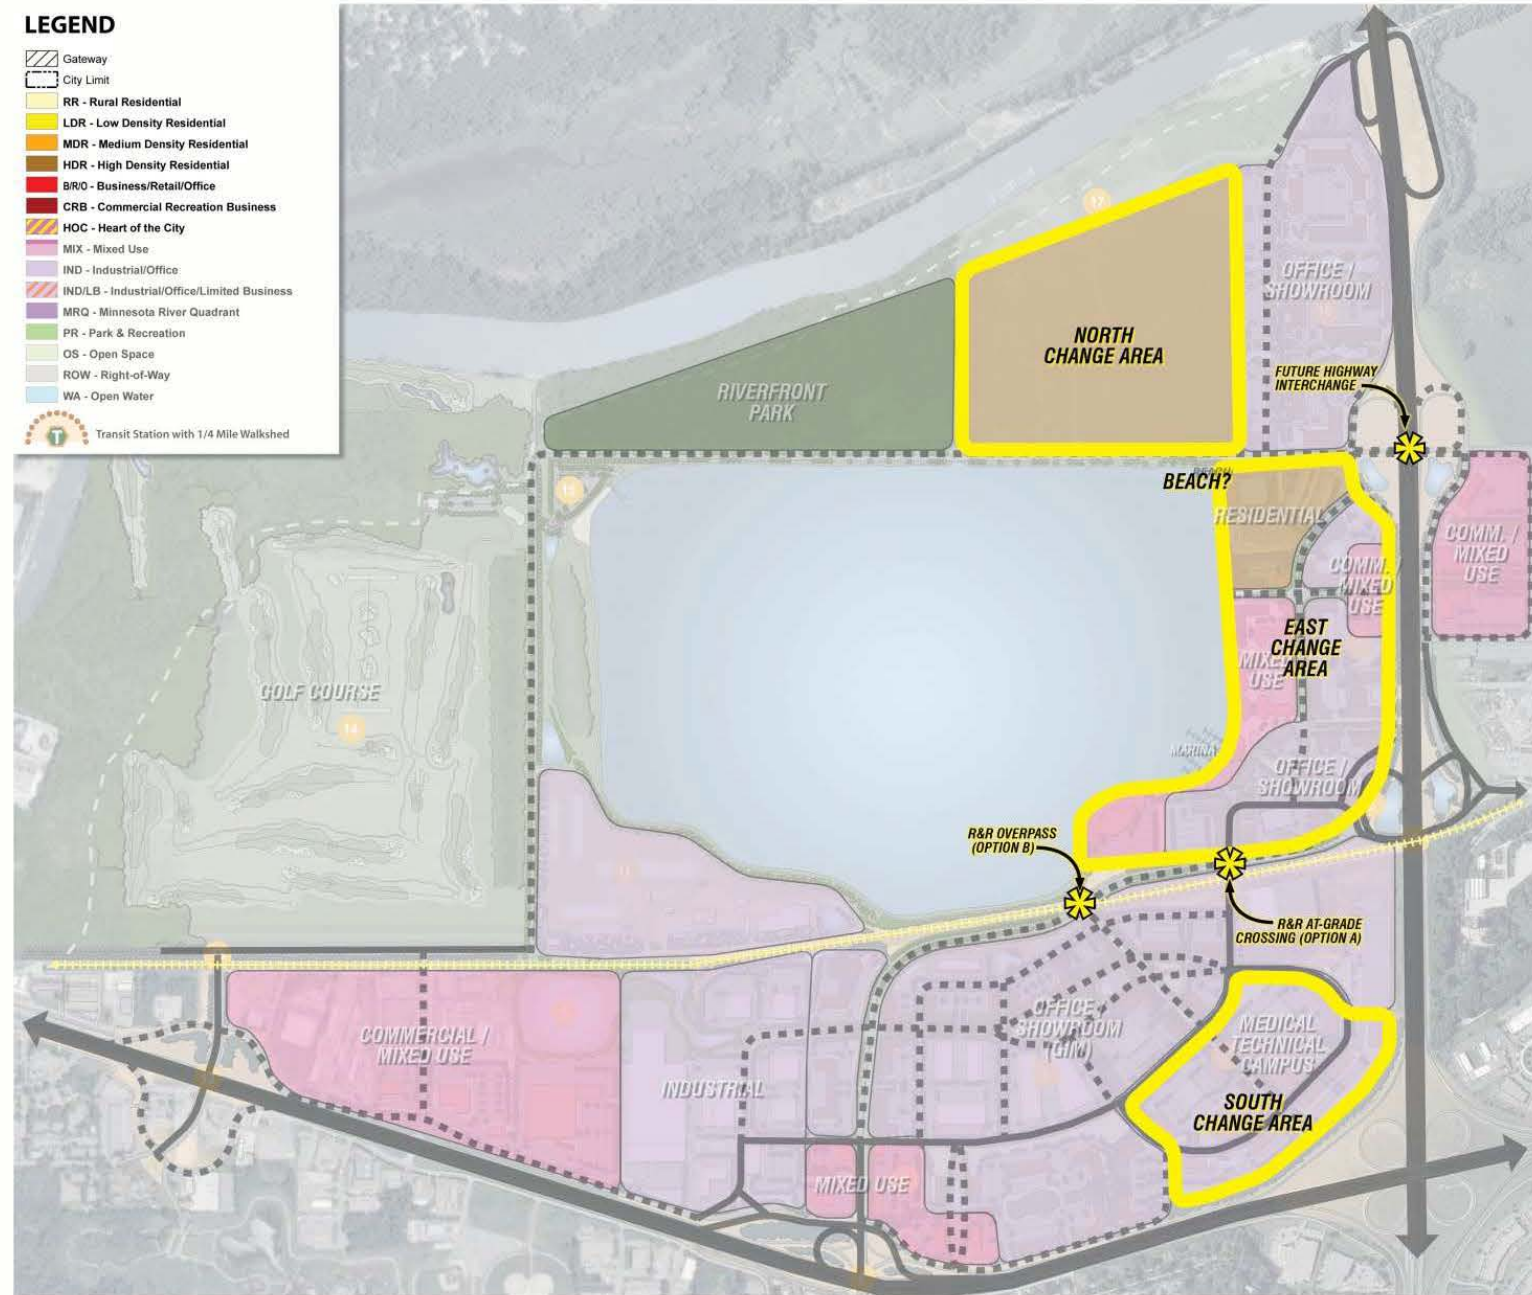 LEGEND
Gateway
City Limit
RR - Rural Residential
LDR - Low Density Residential
MDR - Medium Density Residential
HDR - High Density Residential
B/R/O - Business/Retail/Office
CRB - Commercial Recreation Business
HOC - Heart of the City
MIX - Mixed Use
IND - Industrial/Office
IND/LB - Industrial/Office/Limited Business
MRQ - Minnesota River Quadrant
PR - Park & Recreation
OS - Open Space
ROW - Right-of-Way
WA - Open Water
T
Transit Station with 1/4 Mile Walkshed
17
OFFICE /
SHOWROOM
NORTH
CHANGE AREA
FUTURE HIGHWAY
INTERCHANGE
RIVERFRONT
PARK
BEACH?
RESIDENTIAL
COMM. /
MIXED
USE
COMM. /
MIXED
USE
EAST
CHANGE
AREA
MIXED
USE
GOLF COURSE
14
MARINA
OFFICE /
SHOWROOM
R&R OVERPASS
(OPTION B)
R&R AT-GRADE
CROSSING (OPTION A)
OFFICE /
SHOWROOM
(GIM)
MEDICAL
TECHNICAL
CAMPUS
COMMERCIAL /
MIXED USE
INDUSTRIAL
SOUTH
CHANGE AREA
MIXED USE